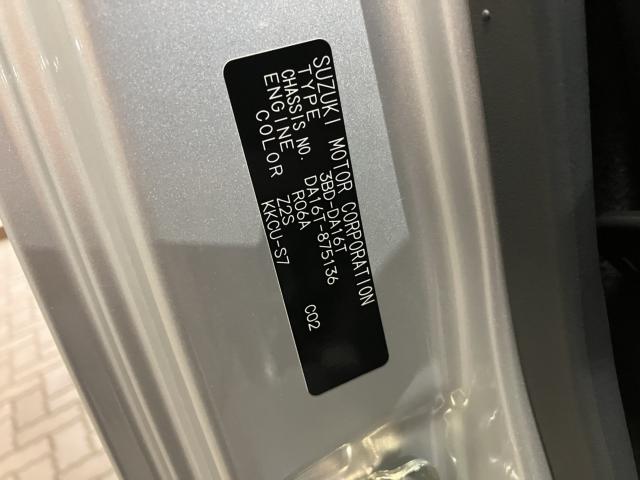 SUZUKI MOTOR CORPORATION
TYPE 3BD-DA16T
CHASSIS NO. DA16T-875136
ENGINE R06A
COLOR Z2S C02
KKCU-S7